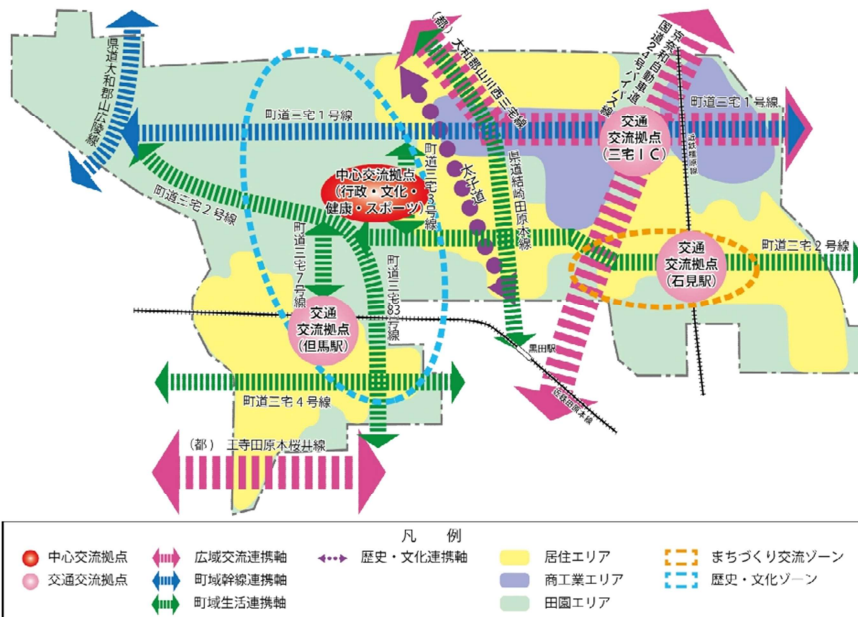 県道大和郡山広陵線
(都)大和郡山川西三宅線
京奈和自動車道
国道24号バイパス線
町道三宅1号線
町道三宅1号線
交通
交流拠点
(三宅IC)
近鉄橿原線
中心交流拠点
(行政・文化・
健康・スポーツ)
町道三宅3号線
太子道
県道結崎田原本線
町道三宅2号線
町道三宅2号線
町道三宅7号線
町道三宅83号線
交通
交流拠点
(石見駅)
交通
交流拠点
(但馬駅)
黒田駅
近鉄田原本線
町道三宅4号線
(都) 王寺田原本桜井線
凡 例
中心交流拠点
広域交流連携軸
歴史・文化連携軸
居住エリア
まちづくり交流ゾーン
交通交流拠点
町域幹線連携軸
商工業エリア
歴史・文化ゾーン
町域生活連携軸
田園エリア